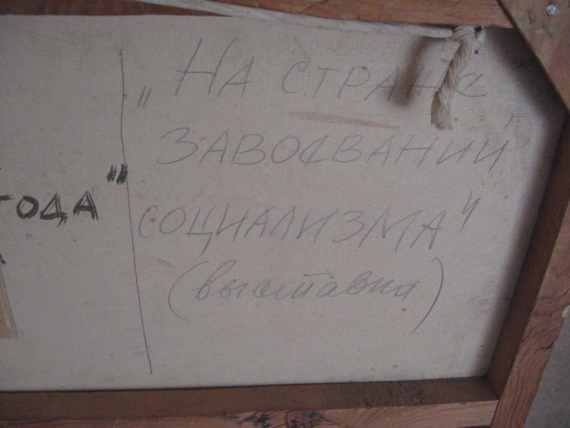 „НА СТРАЖЕ
ЗАВОЕВАНИЙ
СОЦИАЛИЗМА"
(выставка)
ГОДА"